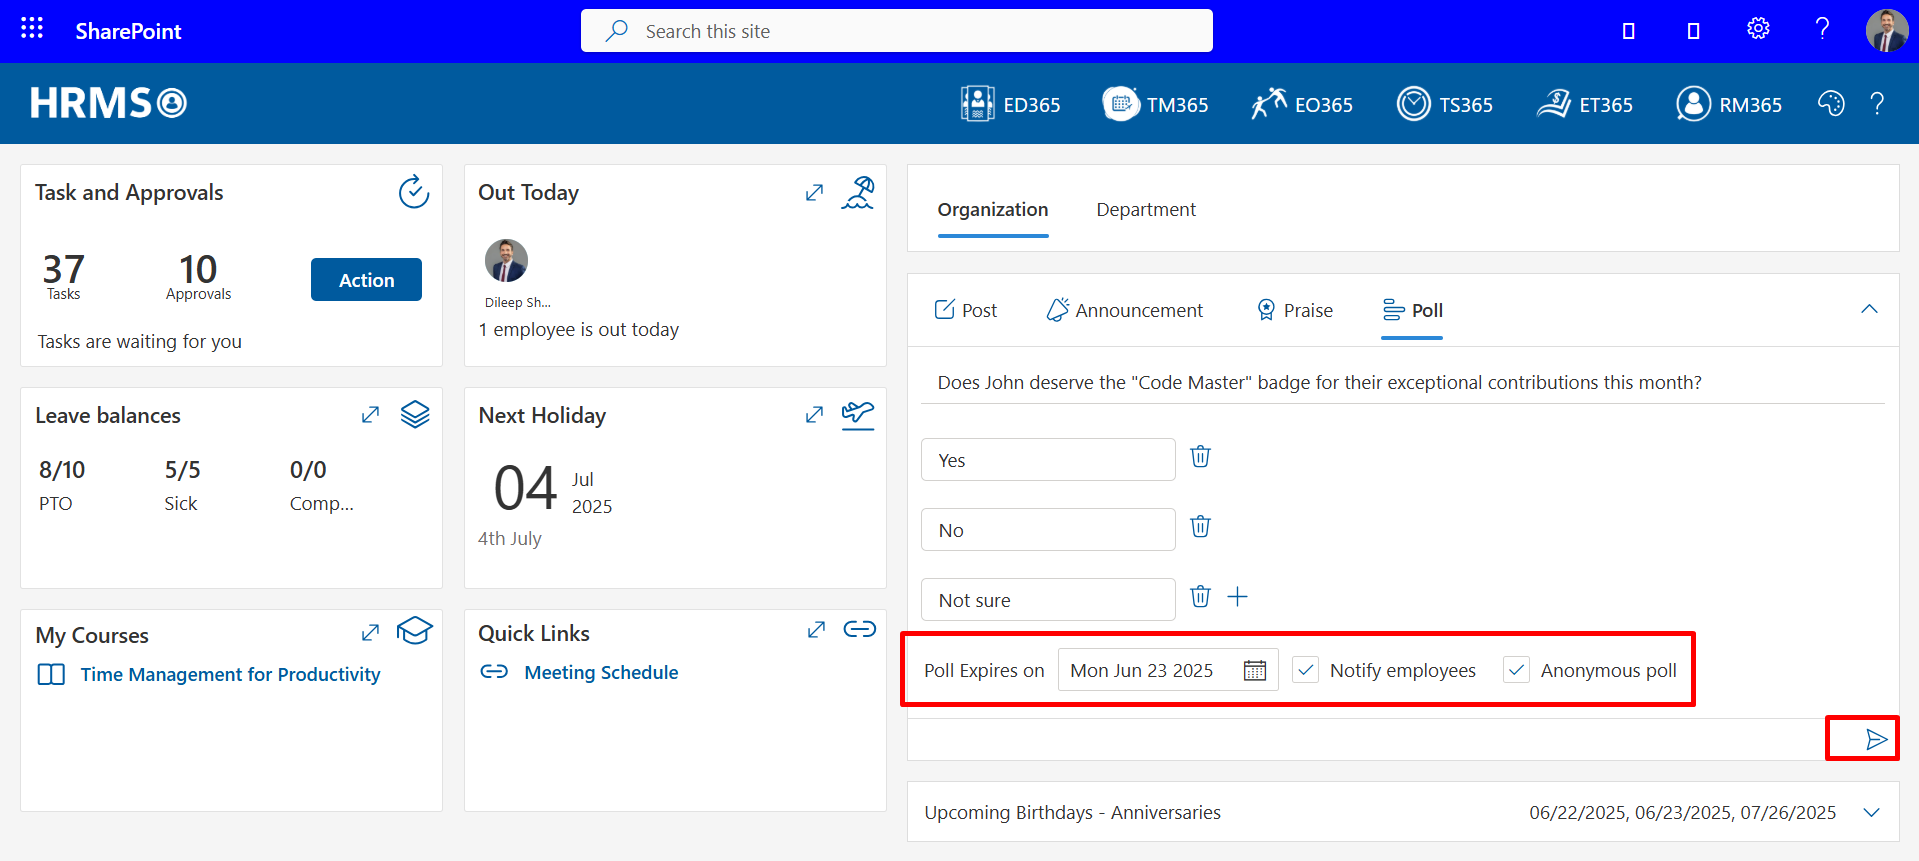 SharePoint
Search this site
HRMS
ED365
TM365
EO365
TS365
ET365
RM365
Task and Approvals
37
Tasks
10
Approvals
Action
Tasks are waiting for you
Out Today
Dileep Sh...
1 employee is out today
Leave balances
8/10
PTO
5/5
Sick
0/0
Comp...
Next Holiday
04
Jul
2025
4th July
My Courses
Time Management for Productivity
Quick Links
Meeting Schedule
Organization
Department
Post
Announcement
Praise
Poll
Does John deserve the "Code Master" badge for their exceptional contributions this month?
Yes
No
Not sure
Poll Expires on
Mon Jun 23 2025
Notify employees
Anonymous poll
Upcoming Birthdays - Anniversaries
06/22/2025, 06/23/2025, 07/26/2025